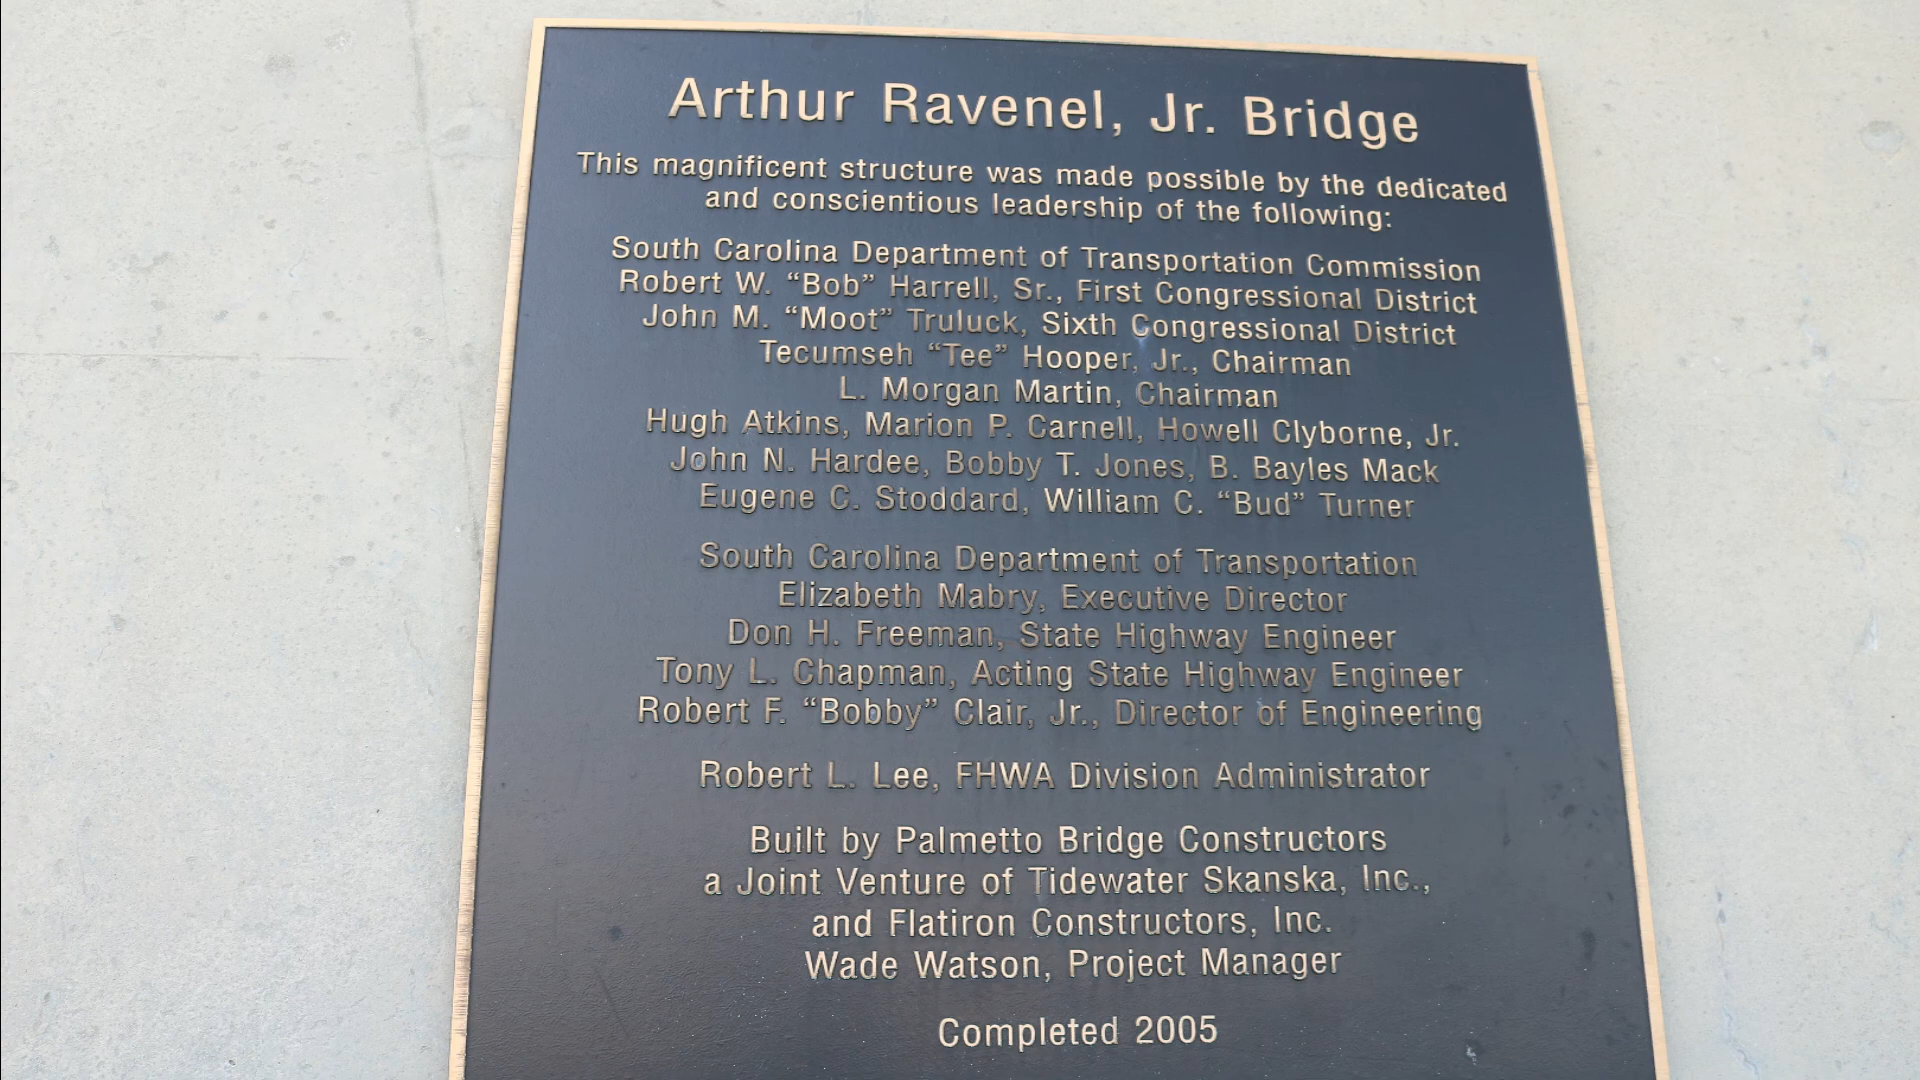 Arthur Ravenel, Jr. Bridge
This magnificent structure was made possible by the dedicated
and conscientious leadership of the following:
South Carolina Department of Transportation Commission
Robert W. “Bob” Harrell, Sr., First Congressional District
John M. “Moot” Truluck, Sixth Congressional District
Tecumseh “Tee” Hooper, Jr., Chairman
L. Morgan Martin, Chairman
Hugh Atkins, Marion P. Carnell, Howell Clyborne, Jr.
John N. Hardee, Bobby T. Jones, B. Bayles Mack
Eugene C. Stoddard, William C. “Bud” Turner
South Carolina Department of Transportation
Elizabeth Mabry, Executive Director
Don H. Freeman, State Highway Engineer
Tony L. Chapman, Acting State Highway Engineer
Robert F. “Bobby” Clair, Jr., Director of Engineering
Robert L. Lee, FHWA Division Administrator
Built by Palmetto Bridge Constructors
a Joint Venture of Tidewater Skanska, Inc.,
and Flatiron Constructors, Inc.
Wade Watson, Project Manager
Completed 2005